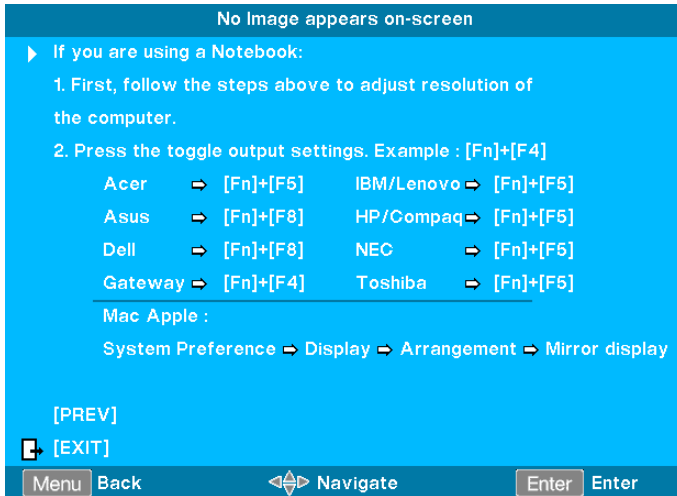 No Image appears on-screen
If you are using a Notebook:
1. First, follow the steps above to adjust resolution of
the computer.
2. Press the toggle output settings. Example : [Fn]+[F4]
Acer ⇨ [Fn]+[F5] IBM/Lenovo ⇨ [Fn]+[F5]
Asus ⇨ [Fn]+[F8] HP/Compaq ⇨ [Fn]+[F5]
Dell ⇨ [Fn]+[F8] NEC ⇨ [Fn]+[F5]
Gateway ⇨ [Fn]+[F4] Toshiba ⇨ [Fn]+[F5]
Mac Apple :
System Preference ⇨ Display ⇨ Arrangement ⇨ Mirror display
[PREV]
[EXIT]
Menu Back Navigate Enter Enter